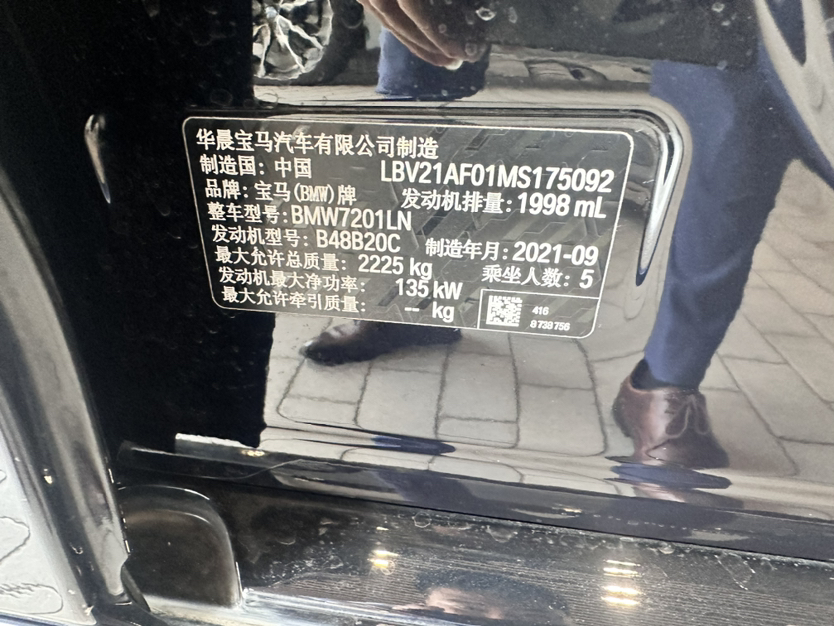 华晨宝马汽车有限公司制造
制造国: 中国 LBV21AF01MS175092
品牌: 宝马(BMW)牌 发动机排量: 1998 mL
整车型号: BMW7201LN
发动机型号: B48B20C 制造年月: 2021-09
最大允许总质量: 2225 kg 乘坐人数: 5
发动机最大净功率: 135 kW
最大允许牵引质量: -- kg
416
8 738 756